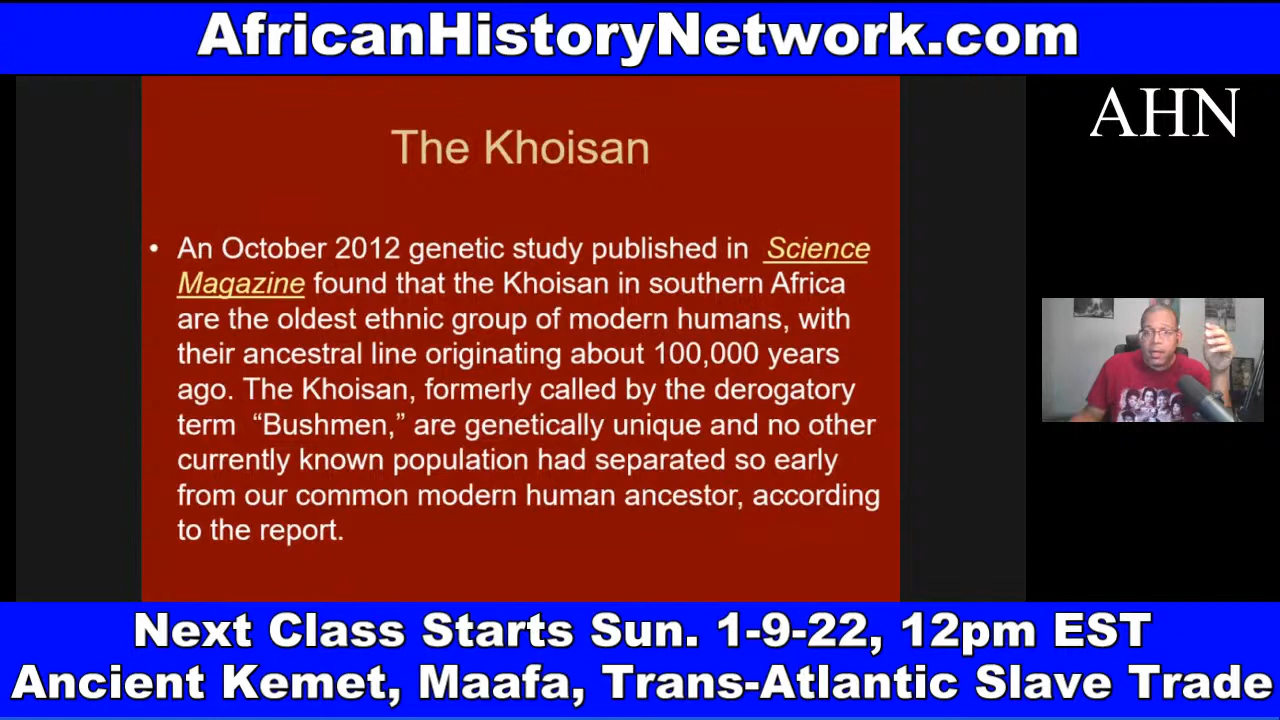 AfricanHistoryNetwork.com
AHN
The Khoisan
• An October 2012 genetic study published in Science
Magazine found that the Khoisan in southern Africa
are the oldest ethnic group of modern humans, with
their ancestral line originating about 100,000 years
ago. The Khoisan, formerly called by the derogatory
term “Bushmen,” are genetically unique and no other
currently known population had separated so early
from our common modern human ancestor, according
to the report.
Next Class Starts Sun. 1-9-22, 12pm EST
Ancient Kemet, Maafa, Trans-Atlantic Slave Trade